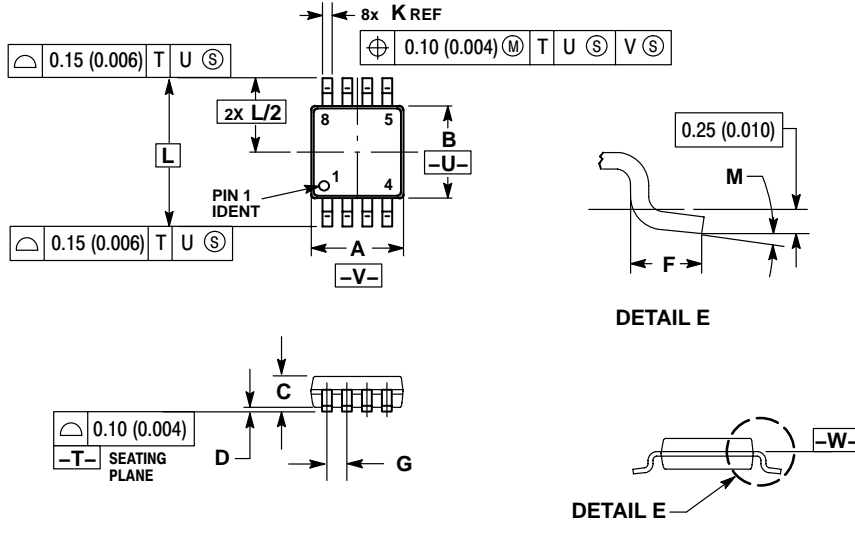 8x K REF
⌓ 0.15 (0.006) T U Ⓢ
⌖ 0.10 (0.004) Ⓜ T U Ⓢ V Ⓢ
2X L/2
8 5
L
B
–U–
0.25 (0.010)
M
1
4
PIN 1
IDENT
⌓ 0.15 (0.006) T U Ⓢ
A
–V–
F
DETAIL E
C
⌓ 0.10 (0.004)
–T– SEATING
PLANE
D
G
–W–
DETAIL E